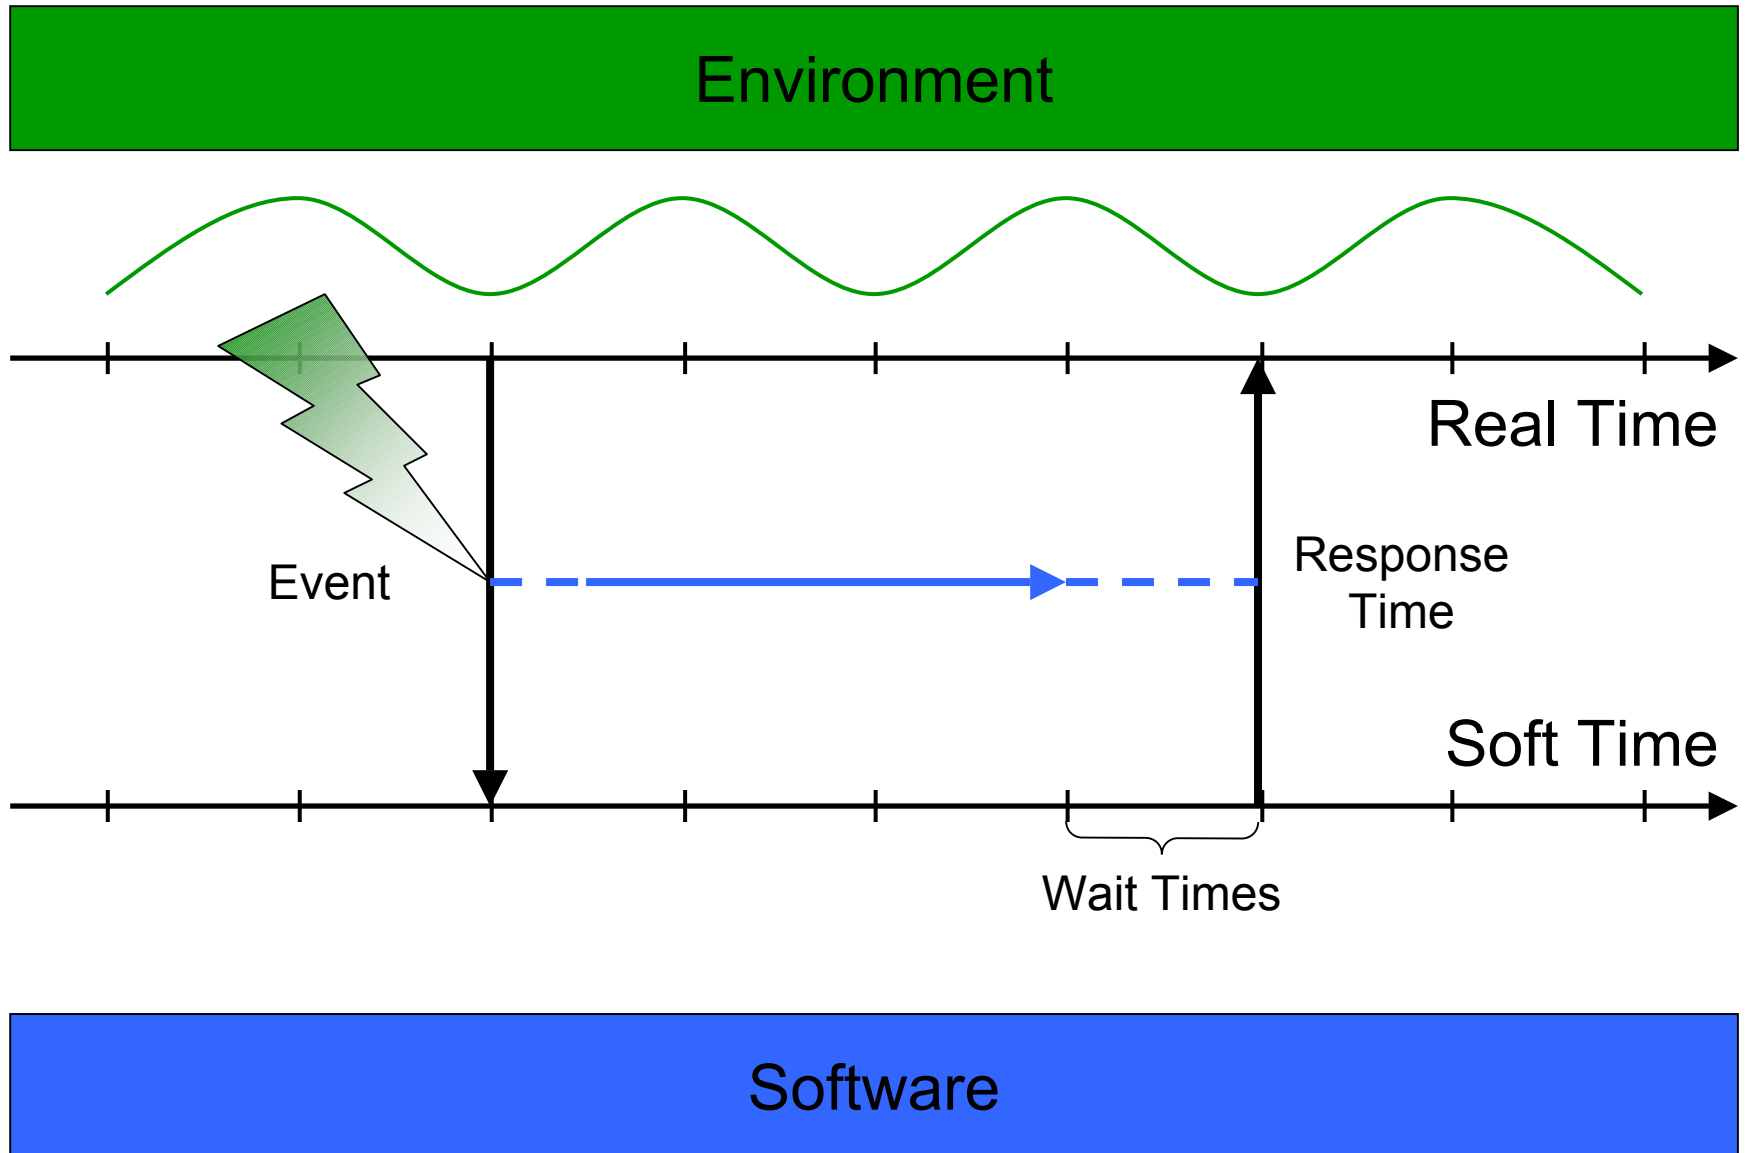 Environment
Real Time
Event
Response
Time
Soft Time
Wait Times
Software